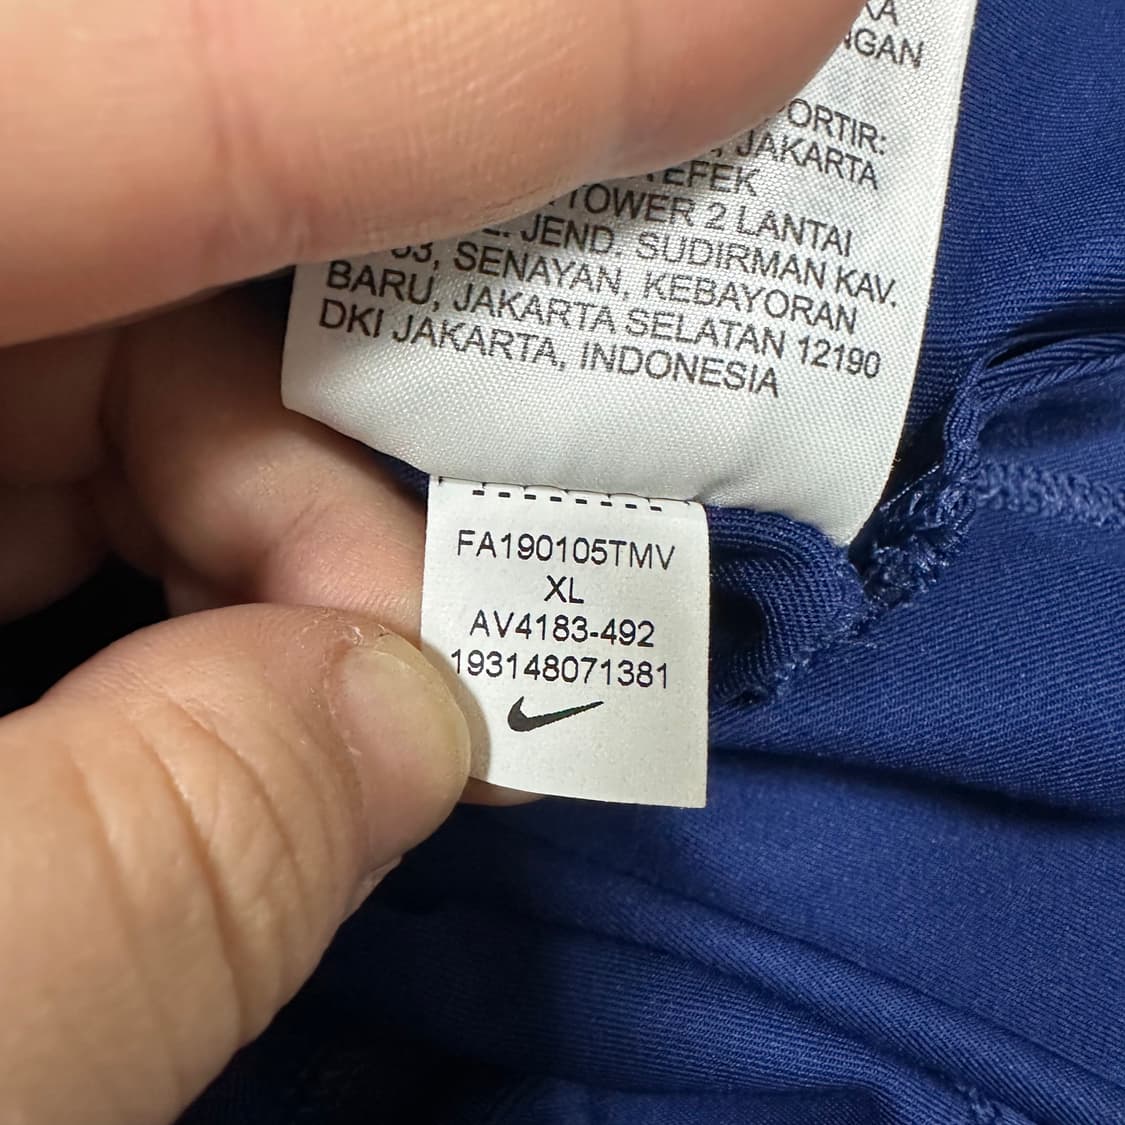 JAKARTA
TOWER 2 LANTAI
JEND. SUDIRMAN KAV.
SENAYAN, KEBAYORAN
BARU, JAKARTA SELATAN 12190
DKI JAKARTA, INDONESIA
FA190105TMV
XL
AV4183-492
193148071381